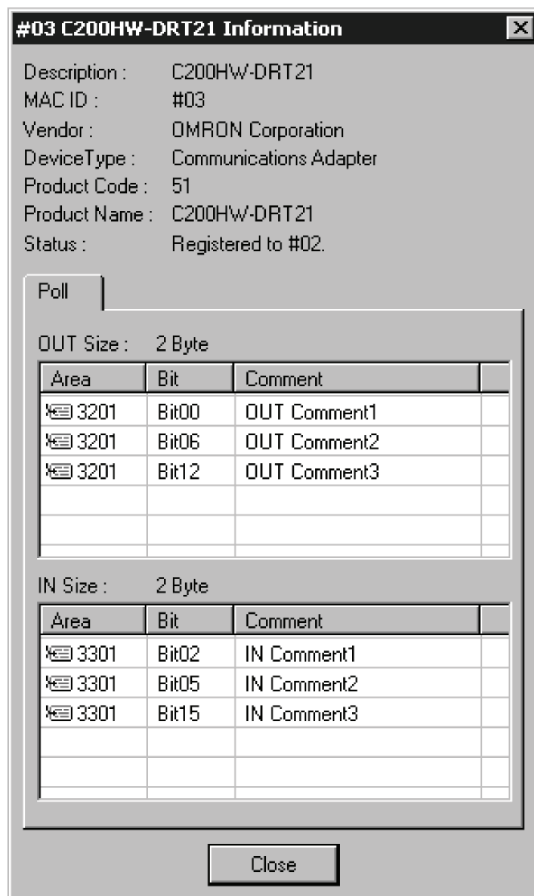 #03 C200HW-DRT21 Information
Description : C200HW-DRT21
MAC ID : #03
Vendor : OMRON Corporation
DeviceType : Communications Adapter
Product Code : 51
Product Name : C200HW-DRT21
Status : Registered to #02.
Poll
OUT Size : 2 Byte
Area Bit Comment
3201 Bit00 OUT Comment1
3201 Bit06 OUT Comment2
3201 Bit12 OUT Comment3
IN Size : 2 Byte
Area Bit Comment
3301 Bit02 IN Comment1
3301 Bit05 IN Comment2
3301 Bit15 IN Comment3
Close